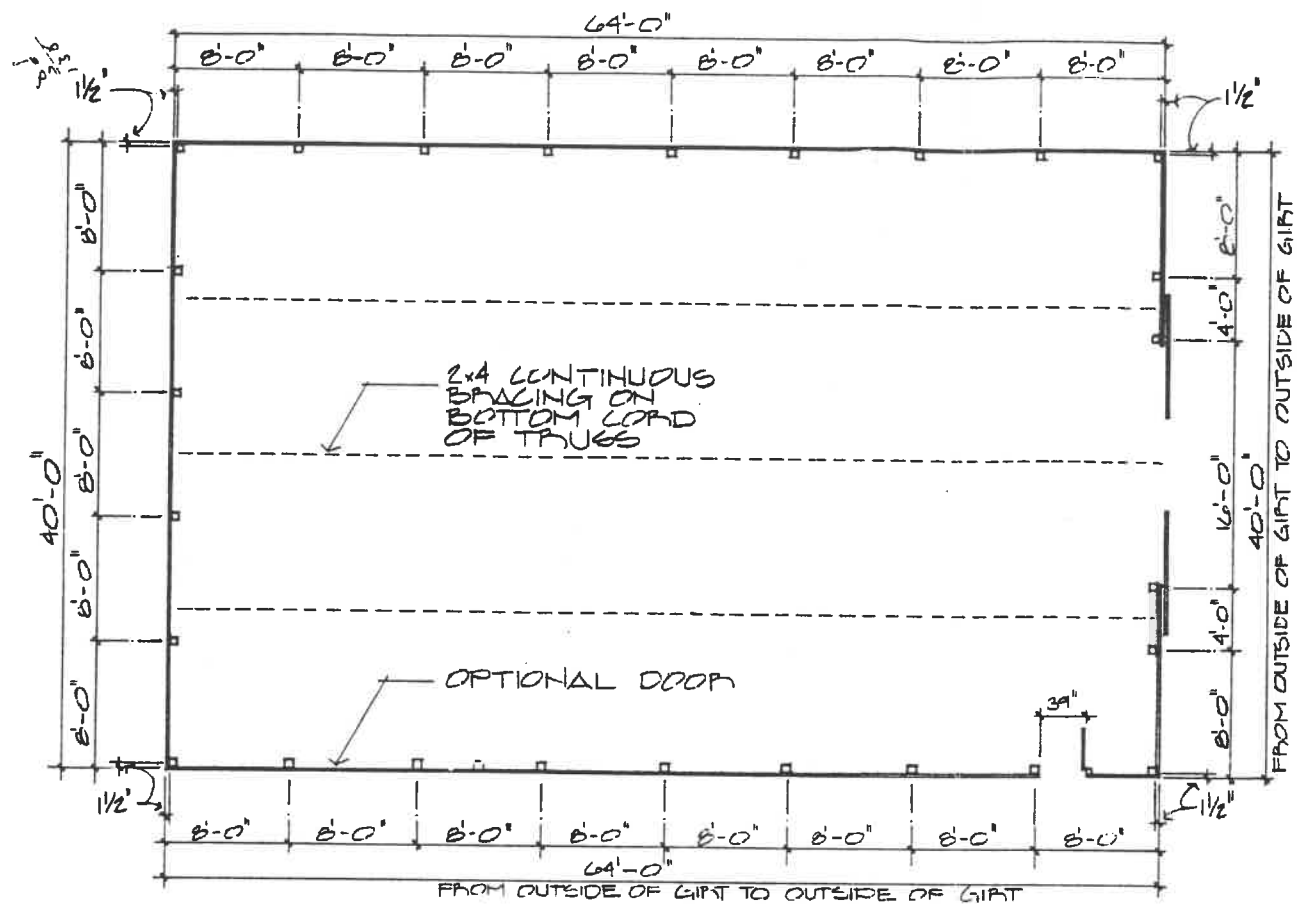 64'-0"
8'-0" 8'-0" 8'-0" 8'-0" 8'-0" 8'-0" 8'-0" 8'-0"
1½"
1½"
8'-0"
8'-0"
8'-0"
8'-0"
8'-0"
40'-0"
2x4 CONTINUOUS
BRACING ON
BOTTOM CORD
OF TRUSS
8'-0"
4'-0"
16'-0"
4'-0"
8'-0"
40'-0"
FROM OUTSIDE OF GIRT TO OUTSIDE OF GIRT
OPTIONAL DOOR
39"
1½"
1½"
8'-0" 8'-0" 8'-0" 8'-0" 8'-0" 8'-0" 8'-0" 8'-0"
64'-0"
FROM OUTSIDE OF GIRT TO OUTSIDE OF GIRT